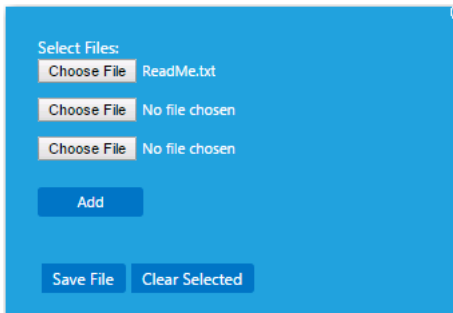 Select Files:
Choose File ReadMe.txt
Choose File No file chosen
Choose File No file chosen
Add
Save File Clear Selected